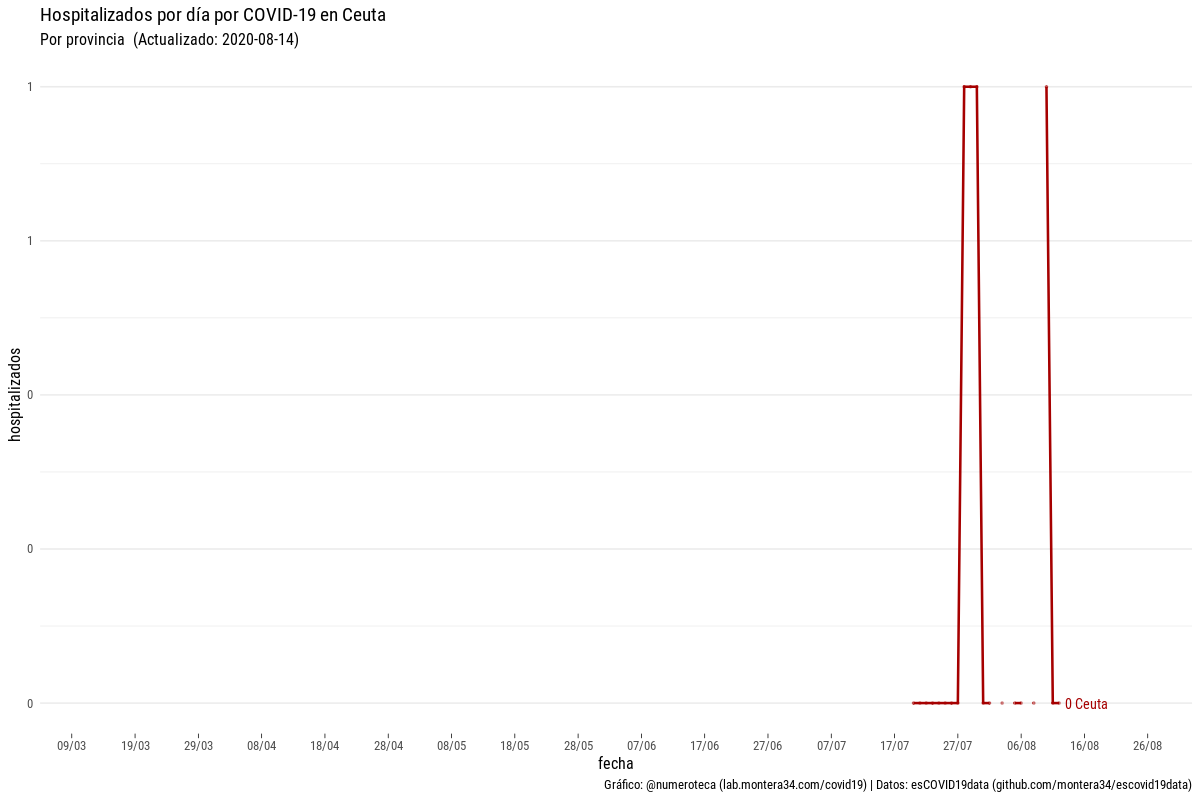 Hospitalizados por día por COVID-19 en Ceuta
Por provincia (Actualizado: 2020-08-14)
1
1
0
0
0
hospitalizados
0 Ceuta
09/03 19/03 29/03 08/04 18/04 28/04 08/05 18/05 28/05 07/06 17/06 27/06 07/07 17/07 27/07 06/08 16/08 26/08
fecha
Gráfico: @numeroteca (lab.montera34.com/covid19) | Datos: esCOVID19data (github.com/montera34/escovid19data)